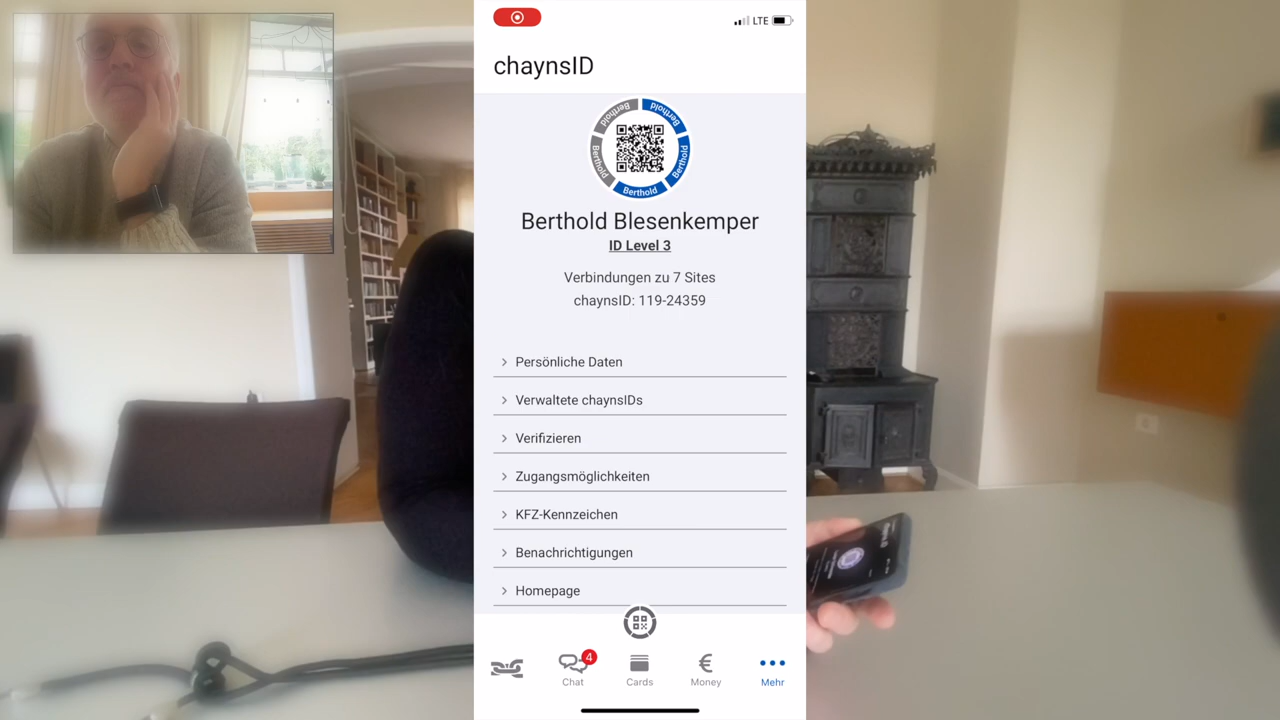 LTE
chaynsID
Berthold Berthold Berthold Berthold Berthold
Berthold Blesenkemper
ID Level 3
Verbindungen zu 7 Sites
chaynsID: 119-24359
Persönliche Daten
Verwaltete chaynsIDs
Verifizieren
Zugangsmöglichkeiten
KFZ-Kennzeichen
Benachrichtigungen
Homepage
4
Chat
Cards
€
Money
Mehr